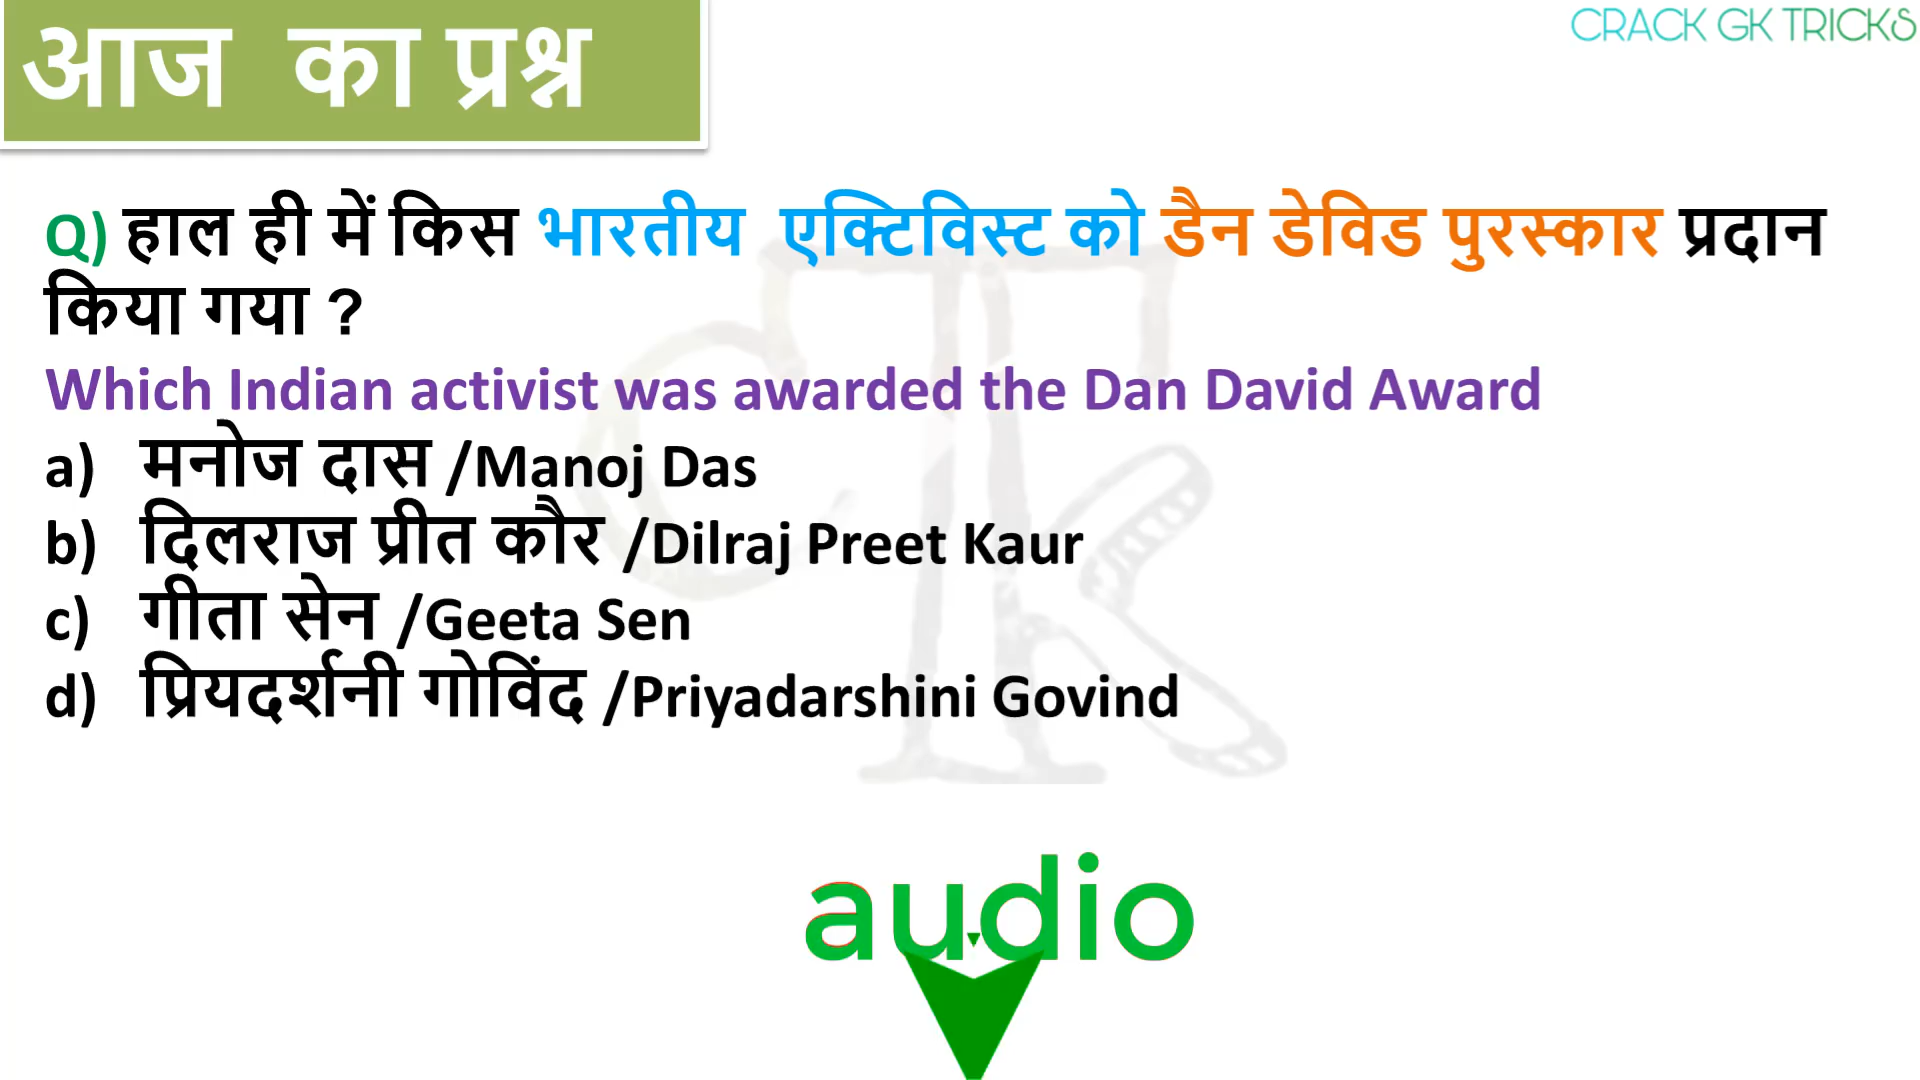 आज का प्रश्न
CRACK GK TRICKS
Q) हाल ही में किस भारतीय एक्टिविस्ट को डैन डेविड पुरस्कार प्रदान
किया गया ?
Which Indian activist was awarded the Dan David Award
a) मनोज दास /Manoj Das
b) दिलराज प्रीत कौर /Dilraj Preet Kaur
c) गीता सेन /Geeta Sen
d) प्रियदर्शनी गोविंद /Priyadarshini Govind
audio